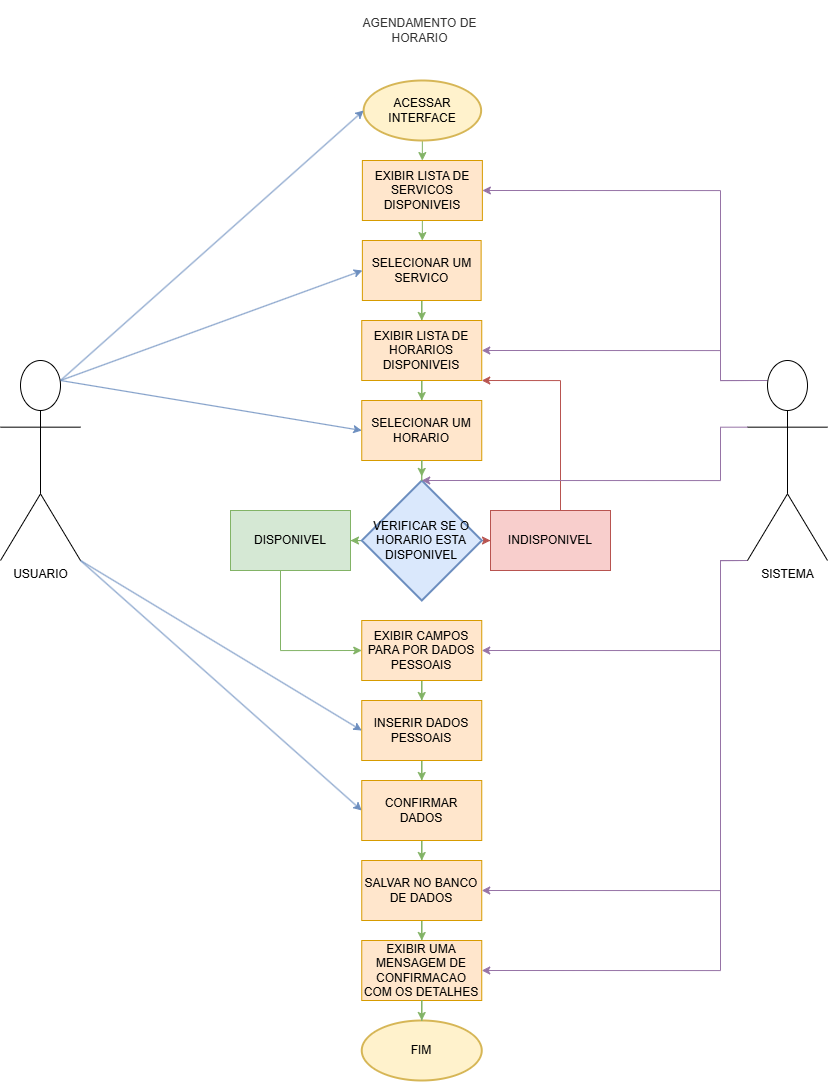 AGENDAMENTO DE
HORARIO
ACESSAR
INTERFACE
EXIBIR LISTA DE
SERVICOS
DISPONIVEIS
SELECIONAR UM
SERVICO
EXIBIR LISTA DE
HORARIOS
DISPONIVEIS
SELECIONAR UM
HORARIO
DISPONIVEL
VERIFICAR SE O
HORARIO ESTA
DISPONIVEL
INDISPONIVEL
USUARIO
SISTEMA
EXIBIR CAMPOS
PARA POR DADOS
PESSOAIS
INSERIR DADOS
PESSOAIS
CONFIRMAR
DADOS
SALVAR NO BANCO
DE DADOS
EXIBIR UMA
MENSAGEM DE
CONFIRMACAO
COM OS DETALHES
FIM